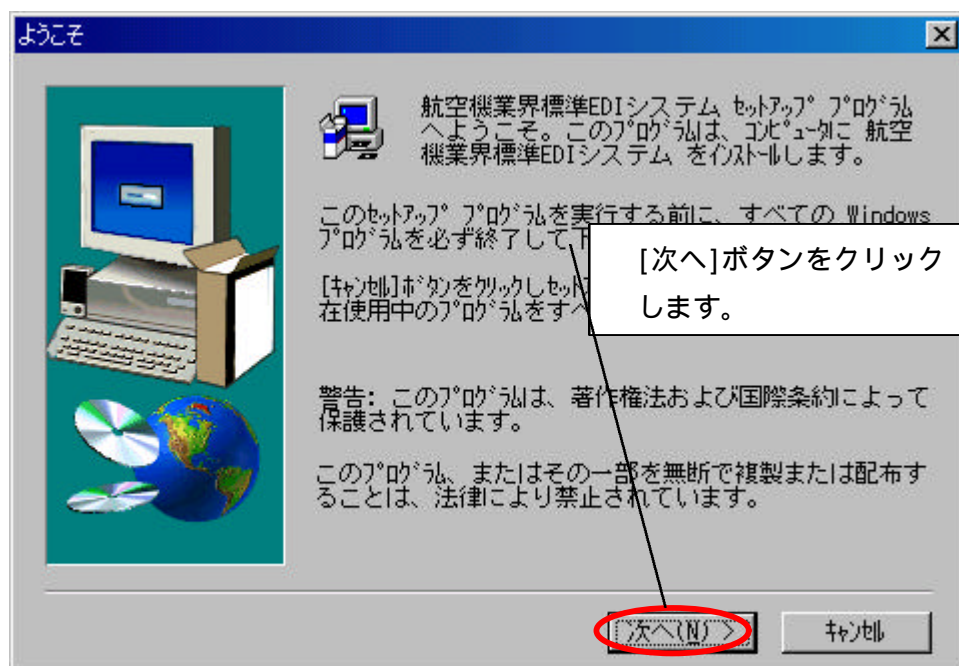 ようこそ
航空機業界標準EDIシステム ｾｯﾄｱｯﾌﾟ ﾌﾟﾛｸﾞﾗﾑ
へようこそ。このﾌﾟﾛｸﾞﾗﾑは、ｺﾝﾋﾟｭｰﾀに 航空
機業界標準EDIシステム をｲﾝｽﾄｰﾙします。
このｾｯﾄｱｯﾌﾟ ﾌﾟﾛｸﾞﾗﾑを実行する前に、すべての Windows
ﾌﾟﾛｸﾞﾗﾑを必ず終了して下
[ｷｬﾝｾﾙ]ﾎﾞﾀﾝをｸﾘｯｸしｾｯﾄ
在使用中のﾌﾟﾛｸﾞﾗﾑをすべ
[次へ]ボタンをクリック
します。
警告: このﾌﾟﾛｸﾞﾗﾑは、著作権法および国際条約によって
保護されています。
このﾌﾟﾛｸﾞﾗﾑ、またはその一部を無断で複製または配布す
ることは、法律により禁止されています。
次へ(N) >
ｷｬﾝｾﾙ